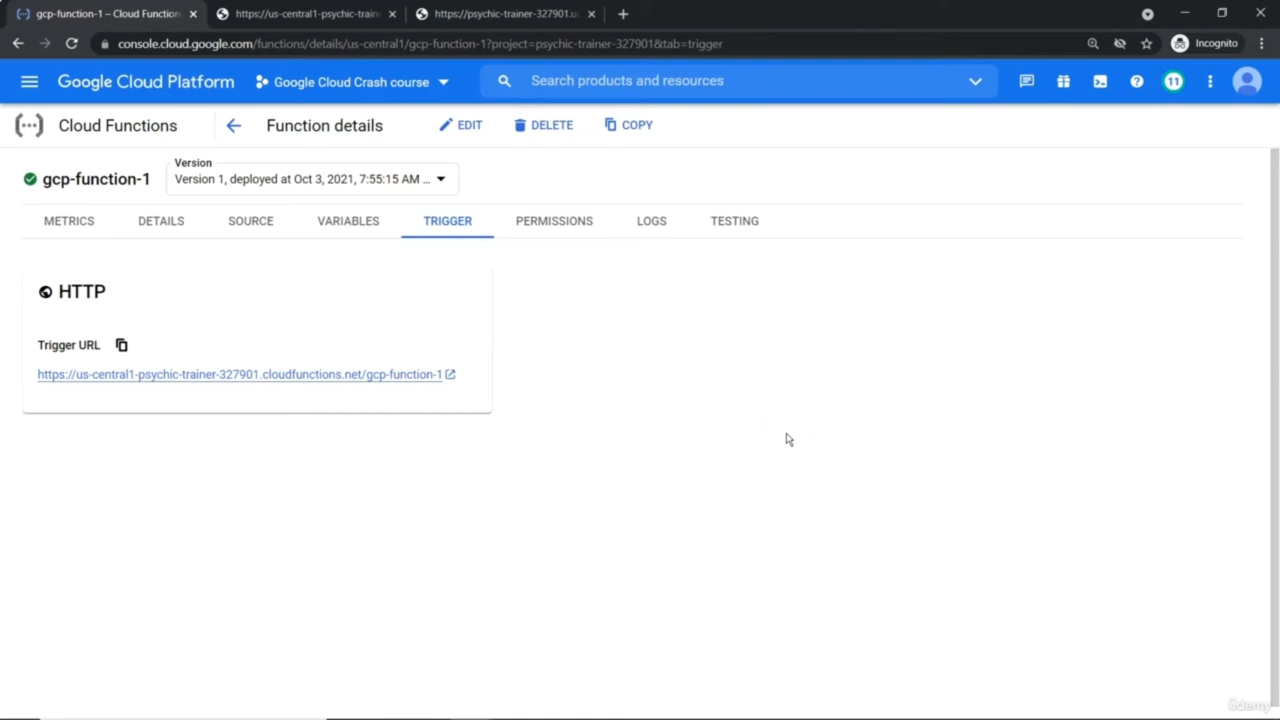 gcp-function-1 – Cloud Function
https://us-central1-psychic-traine
https://psychic-trainer-327901.uc
console.cloud.google.com/functions/details/us-central1/gcp-function-1?project=psychic-trainer-327901&tab=trigger
Incognito
Google Cloud Platform
Google Cloud Crash course
Search products and resources
11
Cloud Functions
Function details
EDIT
DELETE
COPY
gcp-function-1
Version
Version 1, deployed at Oct 3, 2021, 7:55:15 AM ...
METRICS
DETAILS
SOURCE
VARIABLES
TRIGGER
PERMISSIONS
LOGS
TESTING
HTTP
Trigger URL
https://us-central1-psychic-trainer-327901.cloudfunctions.net/gcp-function-1
ûdemy